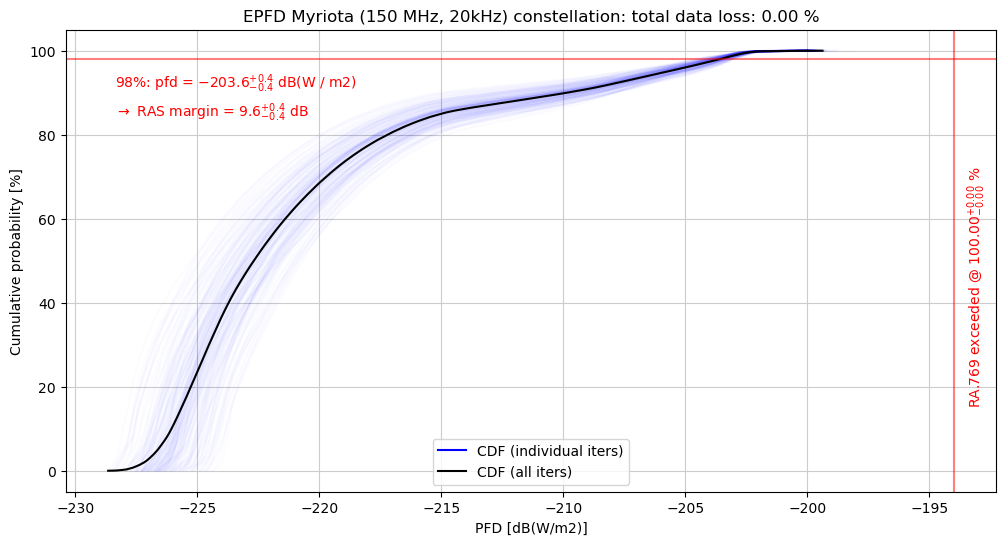 EPFD Myriota (150 MHz, 20kHz) constellation: total data loss: 0.00 %
100
80
60
40
20
0
Cumulative probability [%]
98%: pfd = −203.6+0.4−0.4 dB(W / m2)
→ RAS margin = 9.6+0.4−0.4 dB
RA.769 exceeded @ 100.00+0.00−0.00 %
CDF (individual iters)
CDF (all iters)
−230 −225 −220 −215 −210 −205 −200 −195
PFD [dB(W/m2)]